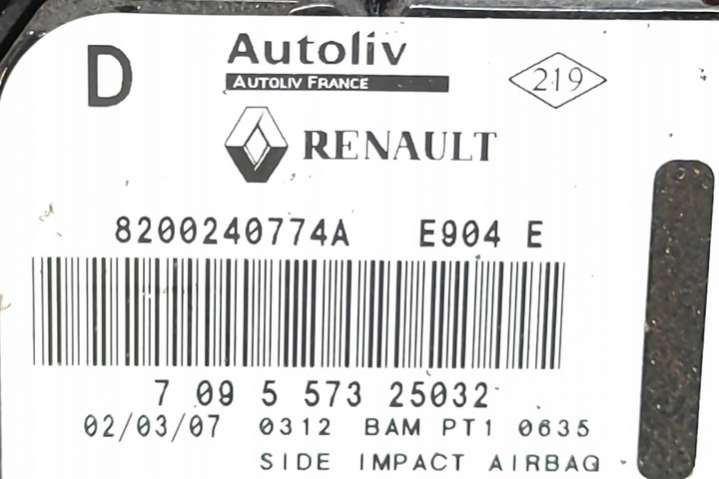 D
Autoliv
AUTOLIV FRANCE
219
RENAULT
8200240774A E904 E
7 09 5 573 25032
02/03/07 0312 BAM PT1 0635
SIDE IMPACT AIRBAG